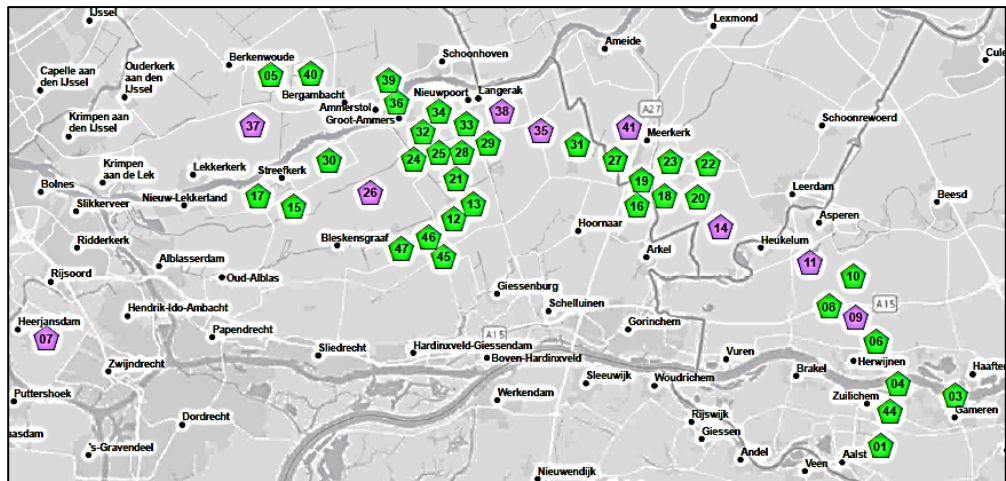 IJssel
Lexmond
Ameide
Cule
Berkenwoude
Schoonhoven
Capelle aan
den IJssel
Ouderkerk
aan den
IJssel
05
40
39
Bergambacht
Nieuwpoort
Langerak
36
Ammerstol
Groot-Ammers
34
38
A27
37
Krimpen
aan den
IJssel
33
32
35
41
Meerkerk
Schoonrewoerd
29
31
25
28
24
30
27
23
22
Krimpen
aan de Lek
Lekkerkerk
Streefkerk
21
19
Bolnes
17
26
18
20
Leerdam
Beesd
Nieuw-Lekkerland
15
13
16
Slikkerveer
12
Asperen
14
Hoornaar
Ridderkerk
Bleskensgraaf
46
47
45
Arkel
Heukelum
Alblasserdam
11
Rijsoord
Oud-Alblas
10
Giessenburg
Hendrik-Ido-Ambacht
Schelluinen
08
A15
09
Heerjansdam
07
Papendrecht
A15
Gorinchem
06
Sliedrecht
Hardinxveld-Giessendam
Boven-Hardinxveld
Vuren
Herwijnen
Zwijndrecht
Sleeuwijk
Woudrichem
Brakel
04
Haaften
Puttershoek
Werkendam
Zuilichem
03
44
Gameren
Dordrecht
Rijswijk
Giessen
aasdam
's-Gravendeel
01
Andel
Aalst
Veen
Nieuwendijk